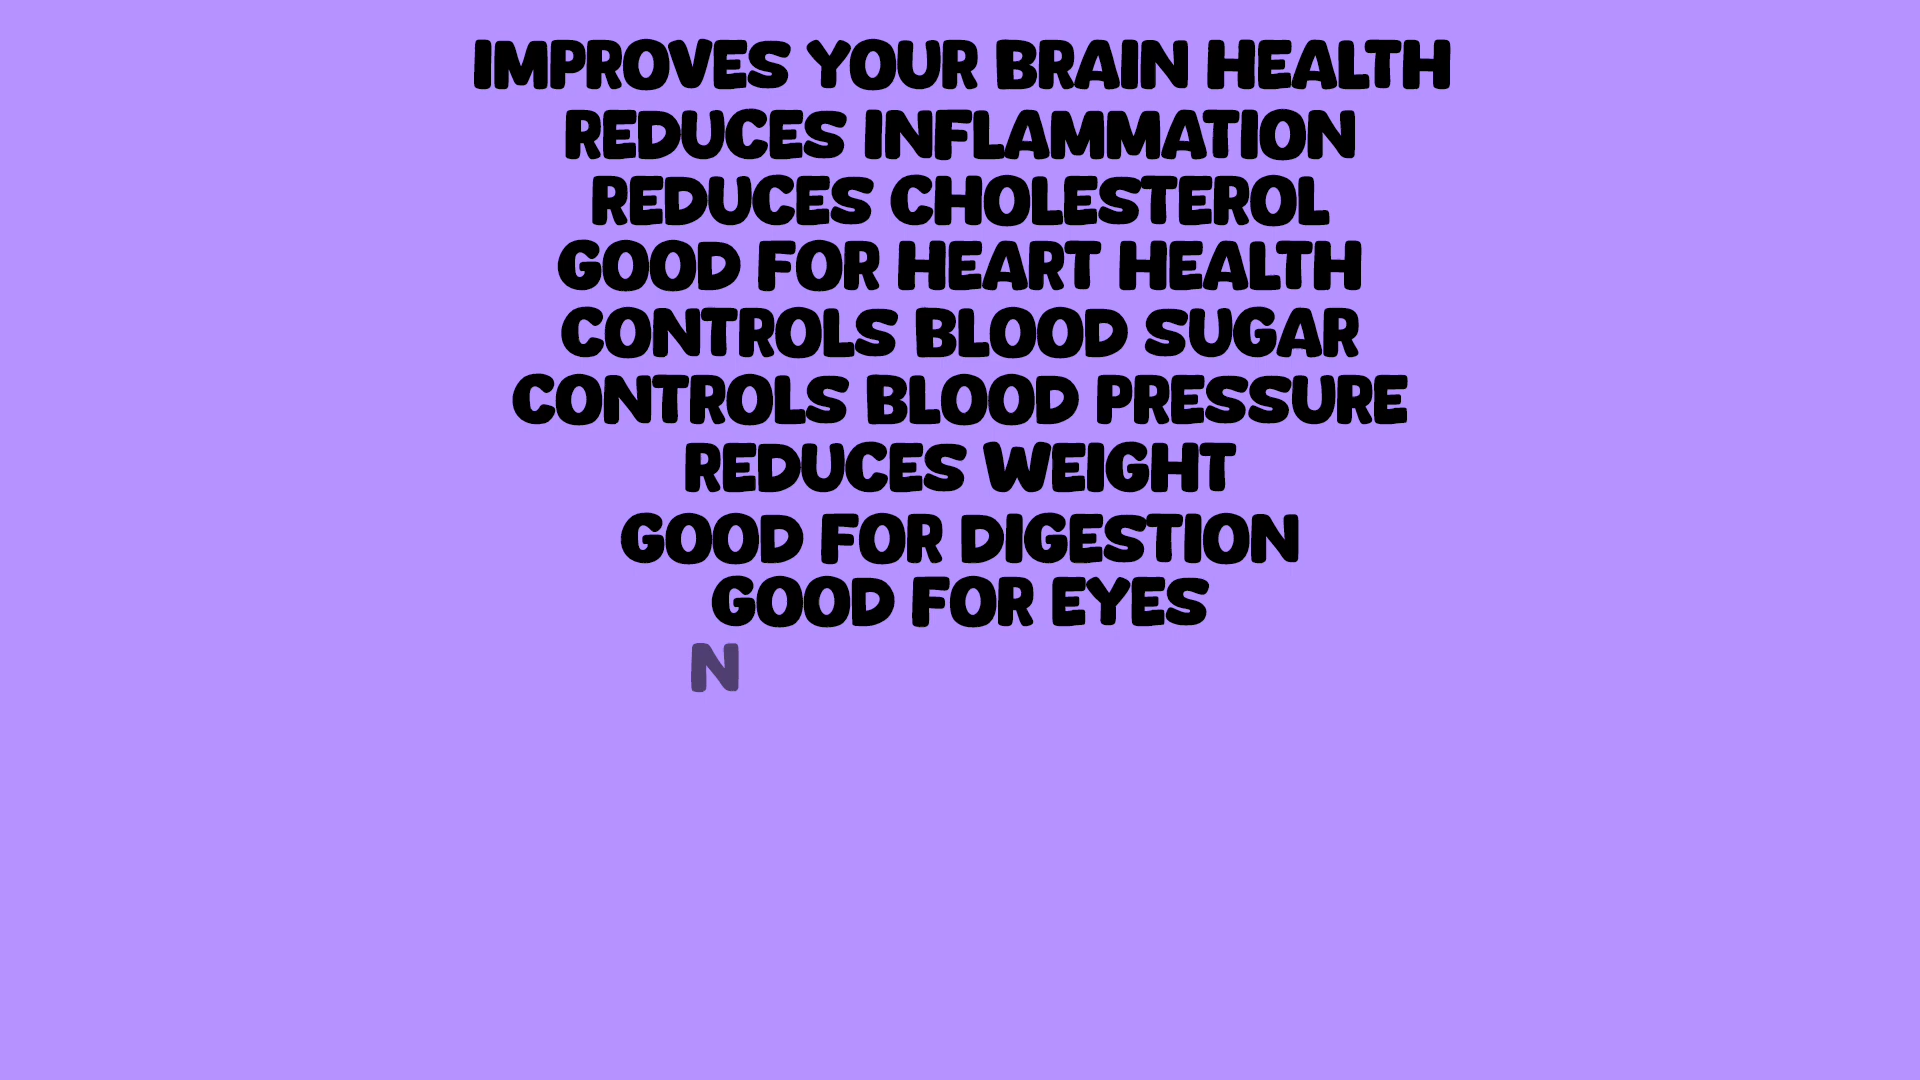 IMPROVES YOUR BRAIN HEALTH
REDUCES INFLAMMATION
REDUCES CHOLESTEROL
GOOD FOR HEART HEALTH
CONTROLS BLOOD SUGAR
CONTROLS BLOOD PRESSURE
REDUCES WEIGHT
GOOD FOR DIGESTION
GOOD FOR EYES
N